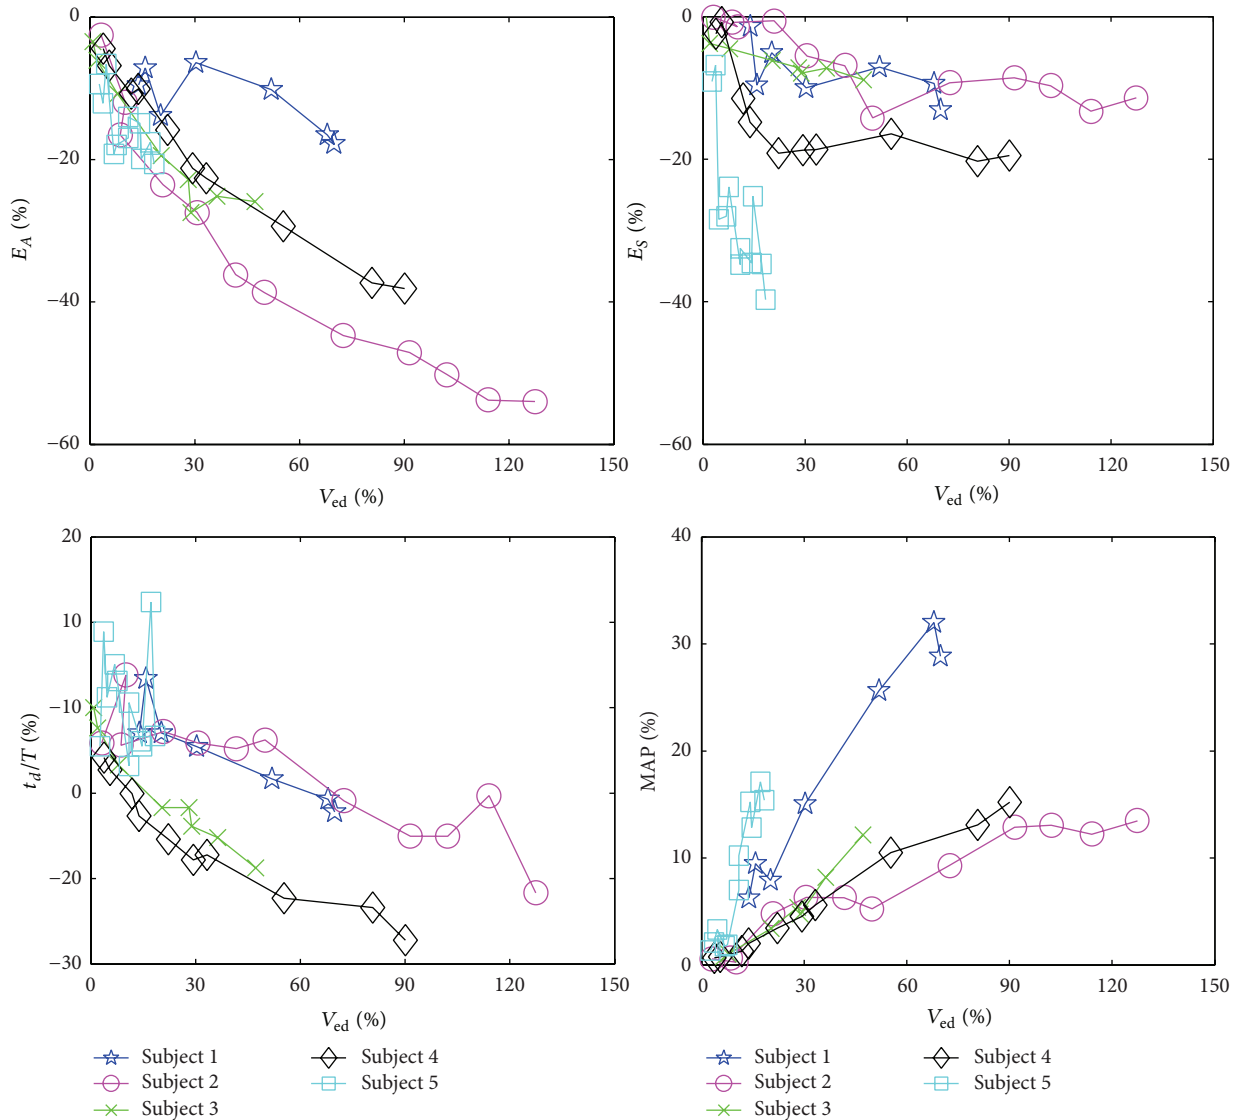 0
−20
−40
−60
E_A (%)
0 30 60 90 120 150
V_ed (%)
0
−20
−40
−60
E_S (%)
0 30 60 90 120 150
V_ed (%)
20
10
−10
0
−20
−30
t_d/T (%)
0 30 60 90 120 150
V_ed (%)
40
30
20
10
0
MAP (%)
0 30 60 90 120 150
V_ed (%)
Subject 1 Subject 4
Subject 2 Subject 5
Subject 3
Subject 1 Subject 4
Subject 2 Subject 5
Subject 3